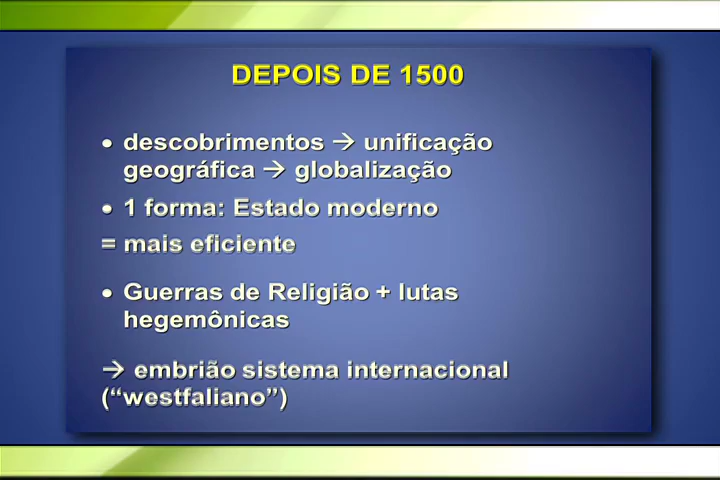 DEPOIS DE 1500
• descobrimentos → unificação
geográfica → globalização
• 1 forma: Estado moderno
= mais eficiente
• Guerras de Religião + lutas
hegemônicas
→ embrião sistema internacional
(“westfaliano”)